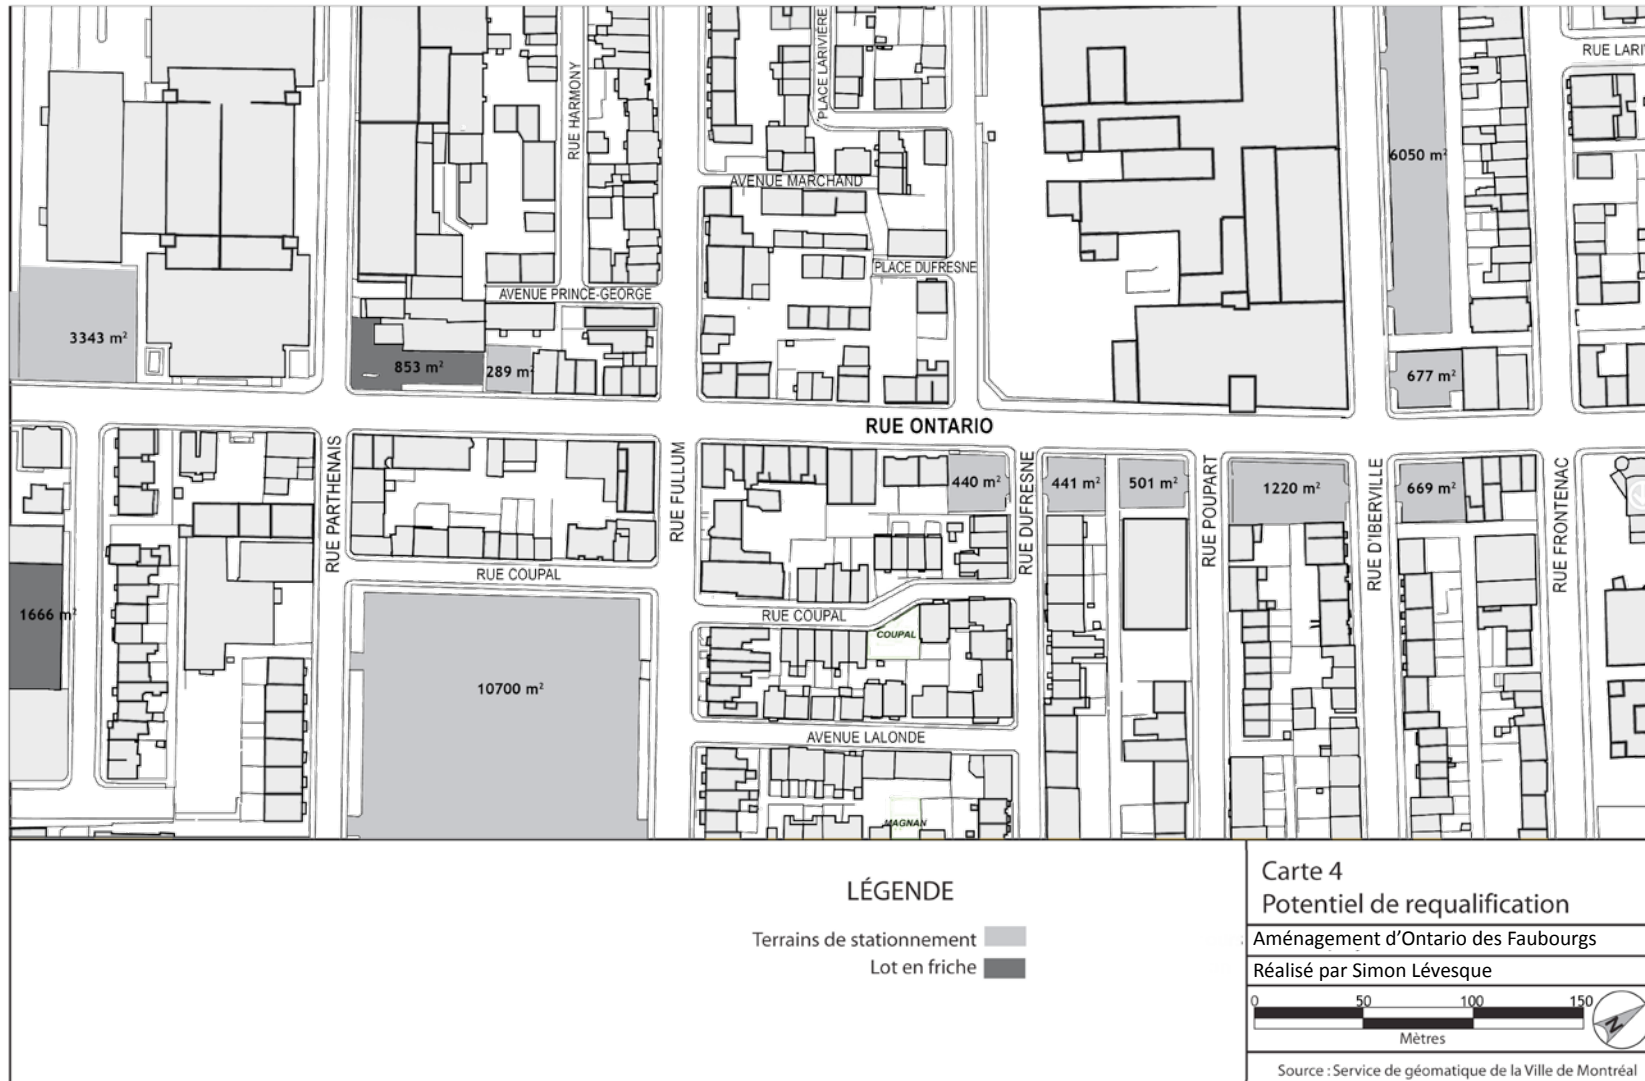 RUE HARMONY
PLACE LARIVIÈRE
RUE LARI
AVENUE MARCHAND
6050 m²
PLACE DUFRESNE
AVENUE PRINCE-GEORGE
3343 m²
853 m²
289 m²
677 m²
RUE ONTARIO
RUE PARTHENAIS
RUE FULLUM
440 m²
RUE DUFRESNE
441 m²
501 m²
RUE POUPART
1220 m²
RUE D'IBERVILLE
669 m²
RUE FRONTENAC
RUE COUPAL
1666 m²
RUE COUPAL
COUPAL
10700 m²
AVENUE LALONDE
MAGNAN
LÉGENDE
Terrains de stationnement
Lot en friche
Carte 4
Potentiel de requalification
Aménagement d'Ontario des Faubourgs
Réalisé par Simon Lévesque
0 50 100 150
Mètres
N
Source : Service de géomatique de la Ville de Montréal